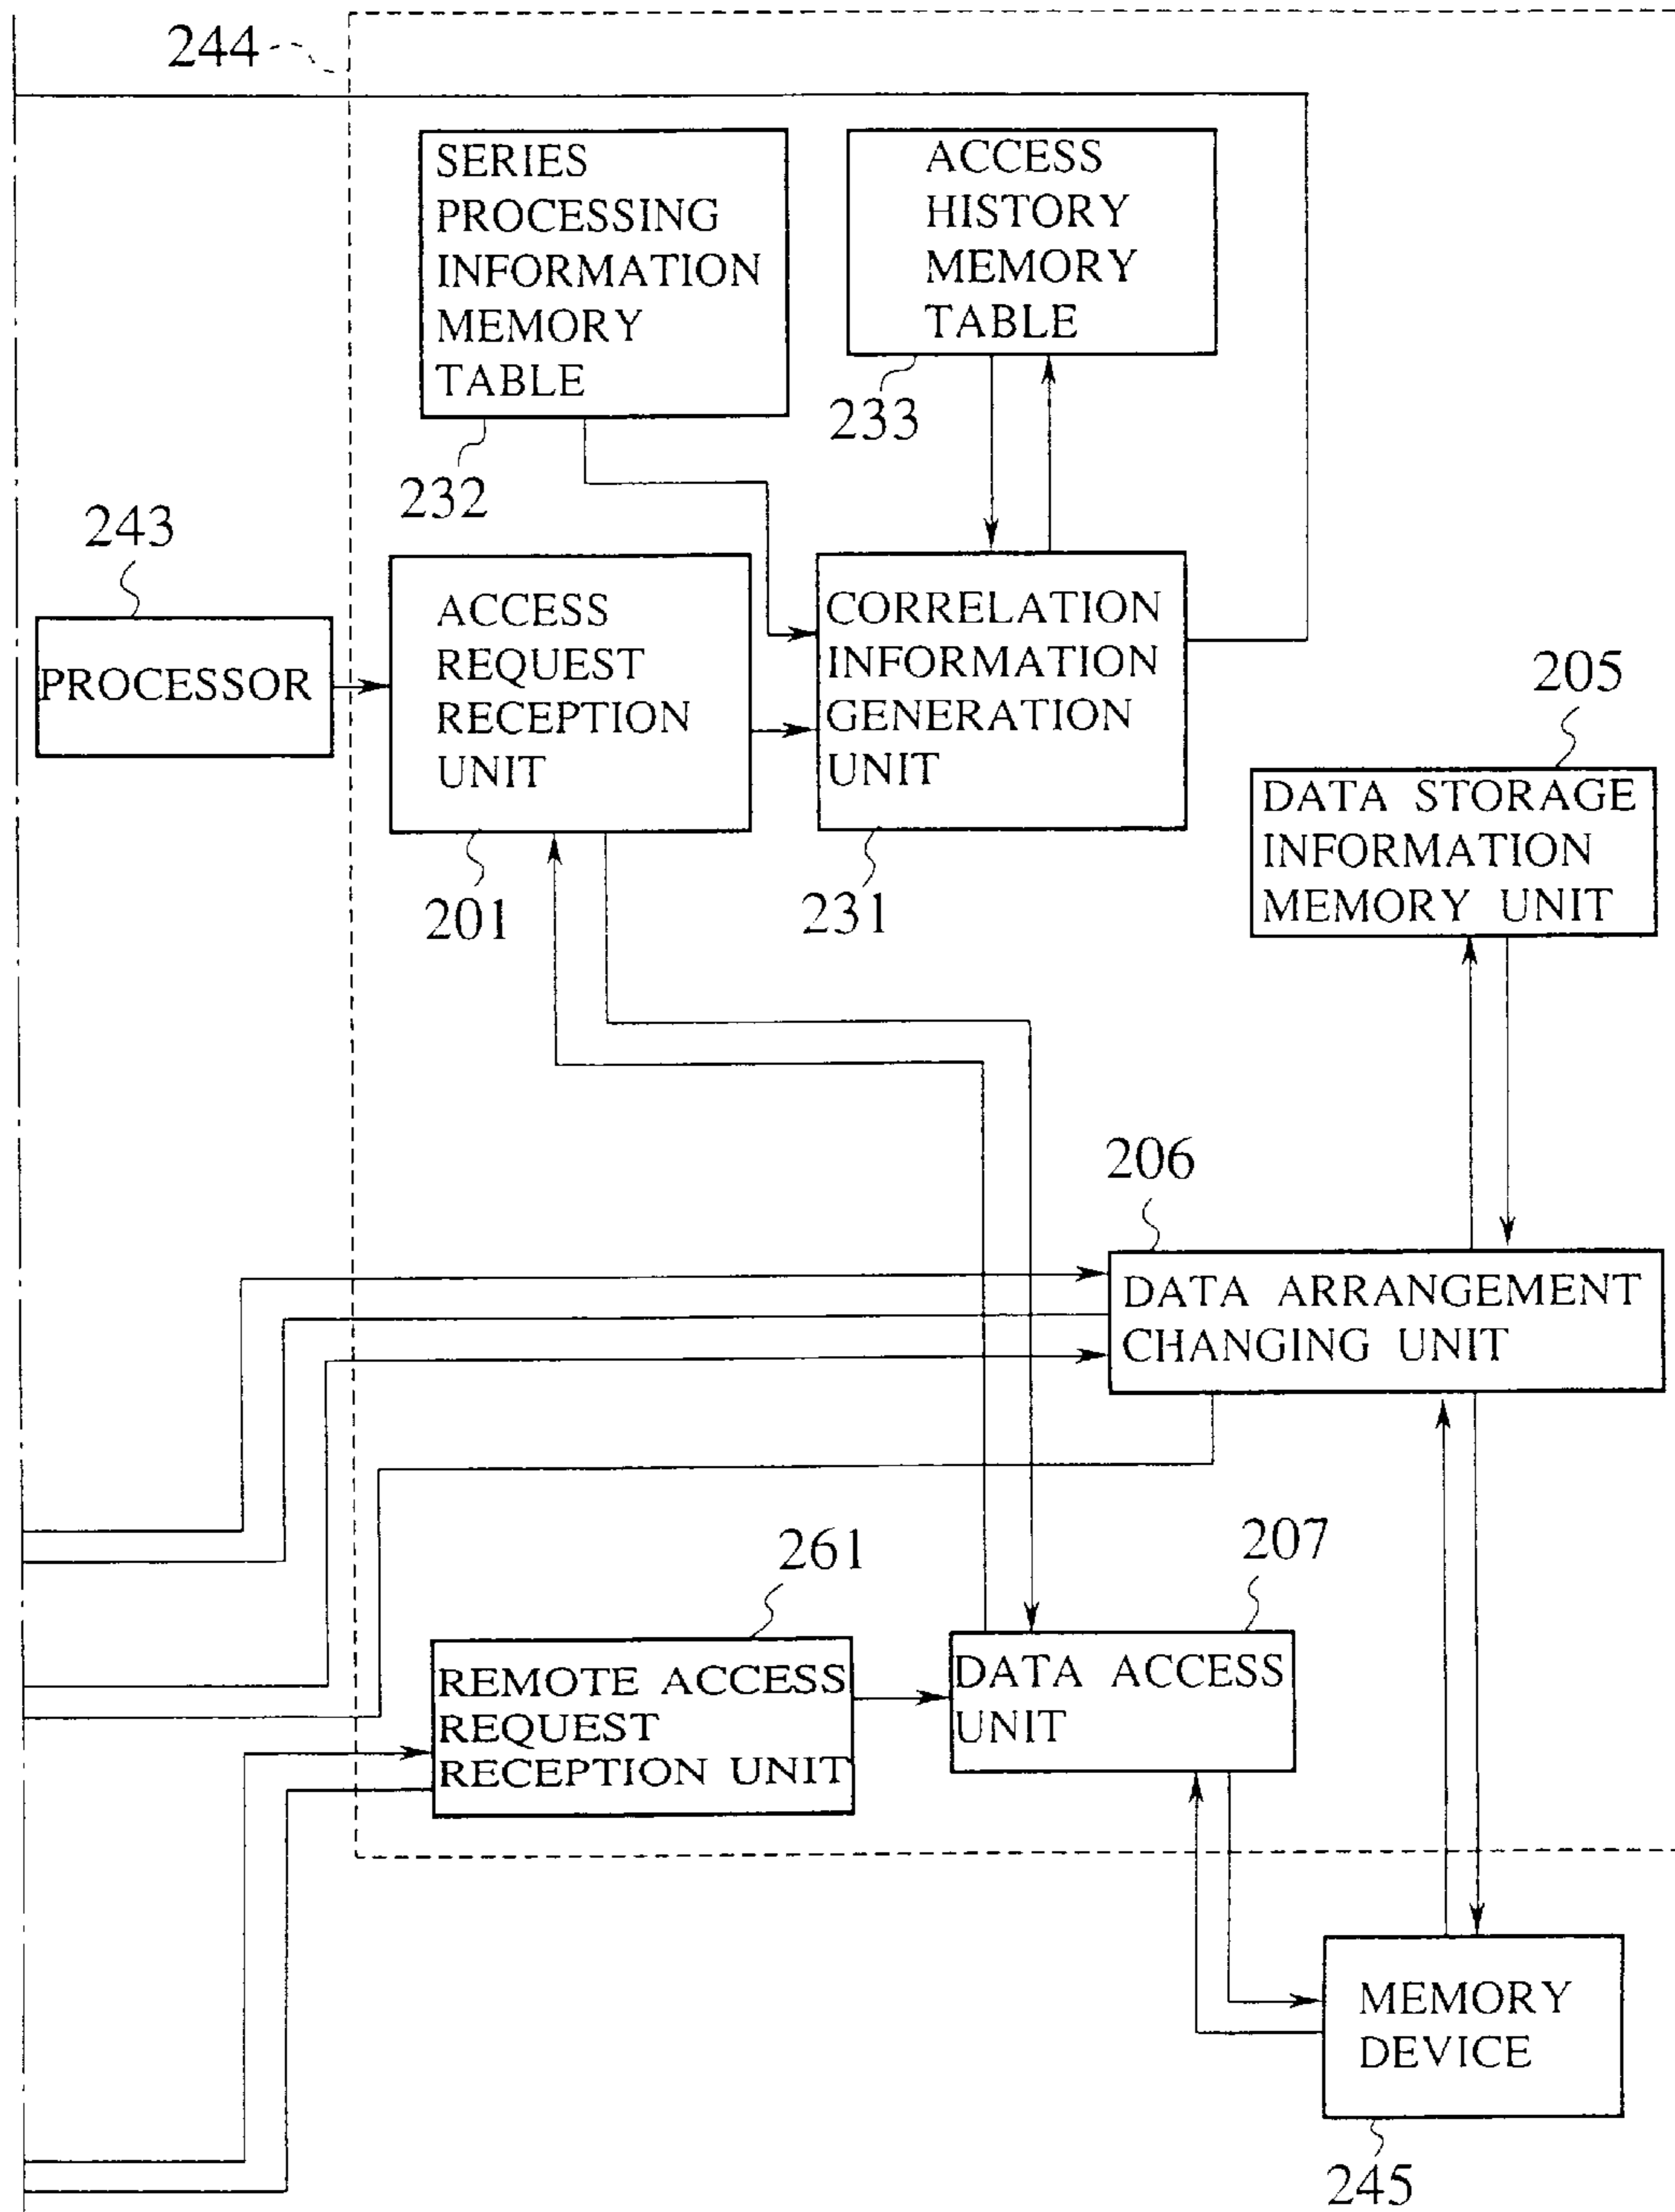 244
SERIES
PROCESSING
INFORMATION
MEMORY
TABLE
232
ACCESS
HISTORY
MEMORY
TABLE
233
243
PROCESSOR
ACCESS
REQUEST
RECEPTION
UNIT
201
CORRELATION
INFORMATION
GENERATION
UNIT
231
205
DATA STORAGE
INFORMATION
MEMORY UNIT
206
DATA ARRANGEMENT
CHANGING UNIT
261
REMOTE ACCESS
REQUEST
RECEPTION UNIT
207
DATA ACCESS
UNIT
MEMORY
DEVICE
245